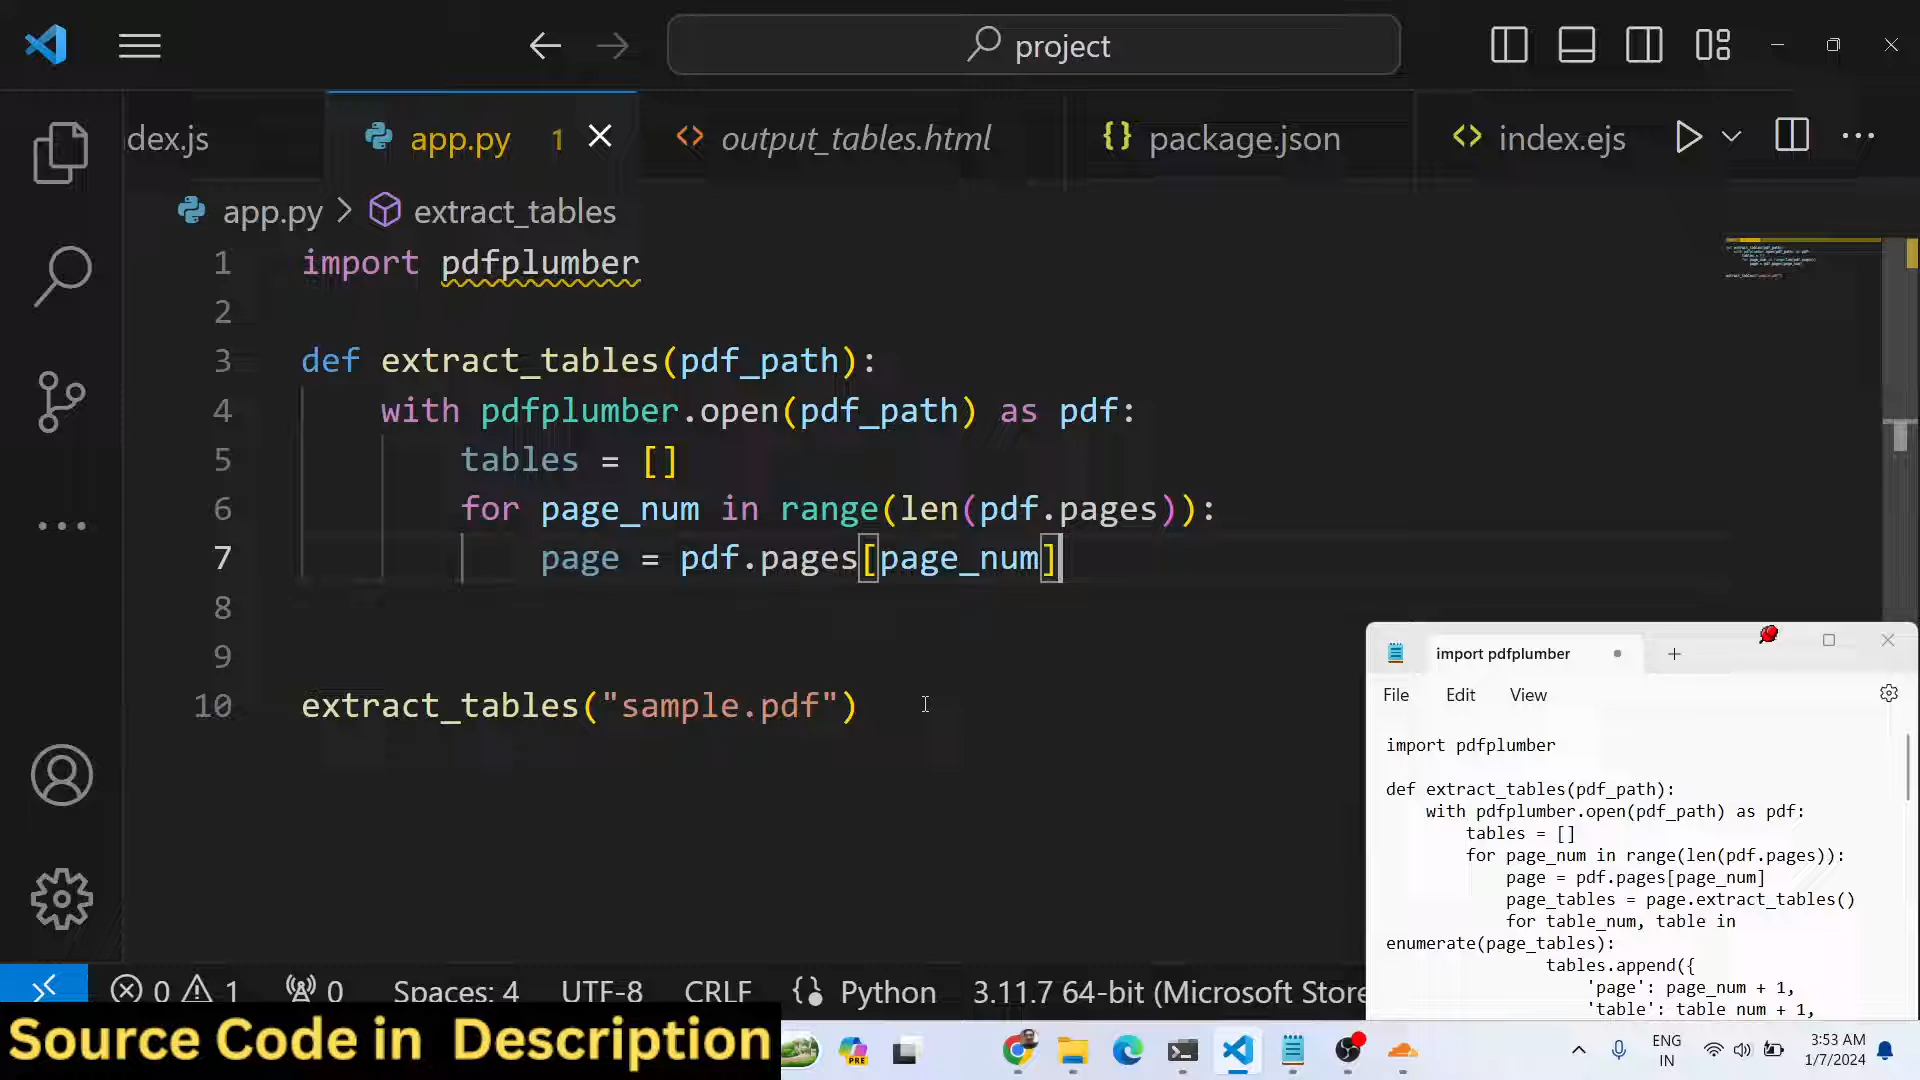 project
dex.js
app.py 1
output_tables.html
package.json
index.ejs
app.py > extract_tables
1 import pdfplumber
2
3 def extract_tables(pdf_path):
4 with pdfplumber.open(pdf_path) as pdf:
5 tables = []
6 for page_num in range(len(pdf.pages)):
7 page = pdf.pages[page_num]
8
9
10 extract_tables("sample.pdf")
import pdfplumber
File Edit View
import pdfplumber
def extract_tables(pdf_path):
with pdfplumber.open(pdf_path) as pdf:
tables = []
for page_num in range(len(pdf.pages)):
page = pdf.pages[page_num]
page_tables = page.extract_tables()
for table_num, table in
enumerate(page_tables):
tables.append({
'page': page_num + 1,
'table': table_num + 1,
0 1 0 Spaces: 4 UTF-8 CRLF Python 3.11.7 64-bit (Microsoft Store
Source Code in Description
PRE
ENG
IN
3:53 AM
1/7/2024